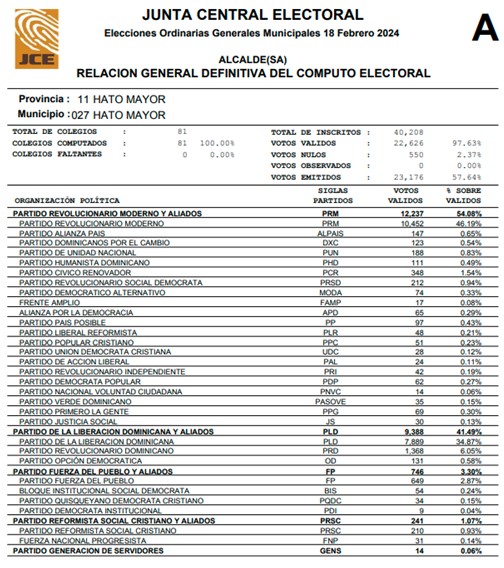 JCE
JUNTA CENTRAL ELECTORAL
Elecciones Ordinarias Generales Municipales 18 Febrero 2024
A
ALCALDE(SA)
RELACION GENERAL DEFINITIVA DEL COMPUTO ELECTORAL
Provincia : 11 HATO MAYOR
Municipio : 027 HATO MAYOR
TOTAL DE COLEGIOS : 81
COLEGIOS COMPUTADOS : 81 100.00%
COLEGIOS FALTANTES : 0 0.00%
TOTAL DE INSCRITOS : 40,208
VOTOS VALIDOS : 22,626 97.63%
VOTOS NULOS : 550 2.37%
VOTOS OBSERVADOS : 0 0.00%
VOTOS EMITIDOS : 23,176 57.64%
ORGANIZACIÓN POLÍTICA SIGLAS PARTIDOS VOTOS VALIDOS % SOBRE VALIDOS
PARTIDO REVOLUCIONARIO MODERNO Y ALIADOS PRM 12,237 54.08%
PARTIDO REVOLUCIONARIO MODERNO PRM 10,452 46.19%
PARTIDO ALIANZA PAIS ALPAIS 147 0.65%
PARTIDO DOMINICANOS POR EL CAMBIO DXC 123 0.54%
PARTIDO DE UNIDAD NACIONAL PUN 188 0.83%
PARTIDO HUMANISTA DOMINICANO PHD 111 0.49%
PARTIDO CIVICO RENOVADOR PCR 348 1.54%
PARTIDO REVOLUCIONARIO SOCIAL DEMOCRATA PRSD 212 0.94%
PARTIDO DEMOCRATICO ALTERNATIVO MODA 74 0.33%
FRENTE AMPLIO FAMP 17 0.08%
ALIANZA POR LA DEMOCRACIA APD 65 0.29%
PARTIDO PAIS POSIBLE PP 97 0.43%
PARTIDO LIBERAL REFORMISTA PLR 48 0.21%
PARTIDO POPULAR CRISTIANO PPC 51 0.23%
PARTIDO UNION DEMOCRATA CRISTIANA UDC 28 0.12%
PARTIDO DE ACCION LIBERAL PAL 24 0.11%
PARTIDO REVOLUCIONARIO INDEPENDIENTE PRI 42 0.19%
PARTIDO DEMOCRATA POPULAR PDP 62 0.27%
PARTIDO NACIONAL VOLUNTAD CIUDADANA PNVC 14 0.06%
PARTIDO VERDE DOMINICANO PASOVE 35 0.15%
PARTIDO PRIMERO LA GENTE PPG 69 0.30%
PARTIDO JUSTICIA SOCIAL JS 30 0.13%
PARTIDO DE LA LIBERACION DOMINICANA Y ALIADOS PLD 9,388 41.49%
PARTIDO DE LA LIBERACION DOMINICANA PLD 7,889 34.87%
PARTIDO REVOLUCIONARIO DOMINICANO PRD 1,368 6.05%
PARTIDO OPCIÓN DEMOCRATICA OD 131 0.58%
PARTIDO FUERZA DEL PUEBLO Y ALIADOS FP 746 3.30%
PARTIDO FUERZA DEL PUEBLO FP 649 2.87%
BLOQUE INSTITUCIONAL SOCIAL DEMOCRATA BIS 54 0.24%
PARTIDO QUISQUEYANO DEMOCRATA CRISTIANO PQDC 34 0.15%
PARTIDO DEMOCRATA INSTITUCIONAL PDI 9 0.04%
PARTIDO REFORMISTA SOCIAL CRISTIANO Y ALIADOS PRSC 241 1.07%
PARTIDO REFORMISTA SOCIAL CRISTIANO PRSC 210 0.93%
FUERZA NACIONAL PROGRESISTA FNP 31 0.14%
PARTIDO GENERACION DE SERVIDORES GENS 14 0.06%